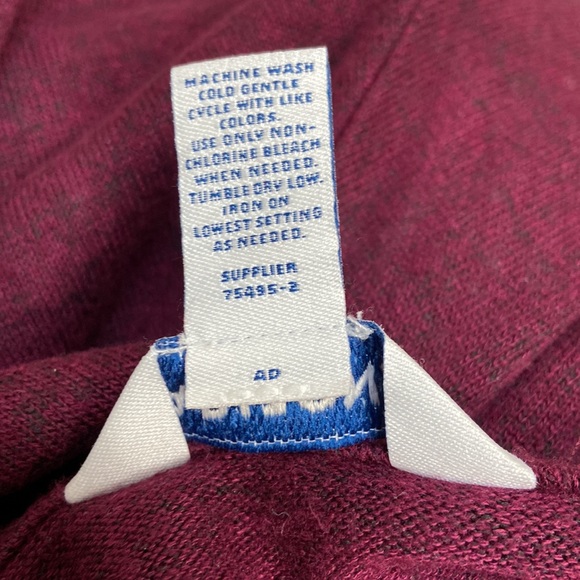 MACHINE WASH
COLD GENTLE
CYCLE WITH LIKE
COLORS.
USE ONLY NON-
CHLORINE BLEACH
WHEN NEEDED.
TUMBLE DRY LOW.
IRON ON
LOWEST SETTING
AS NEEDED.
SUPPLIER
75495-2
AD